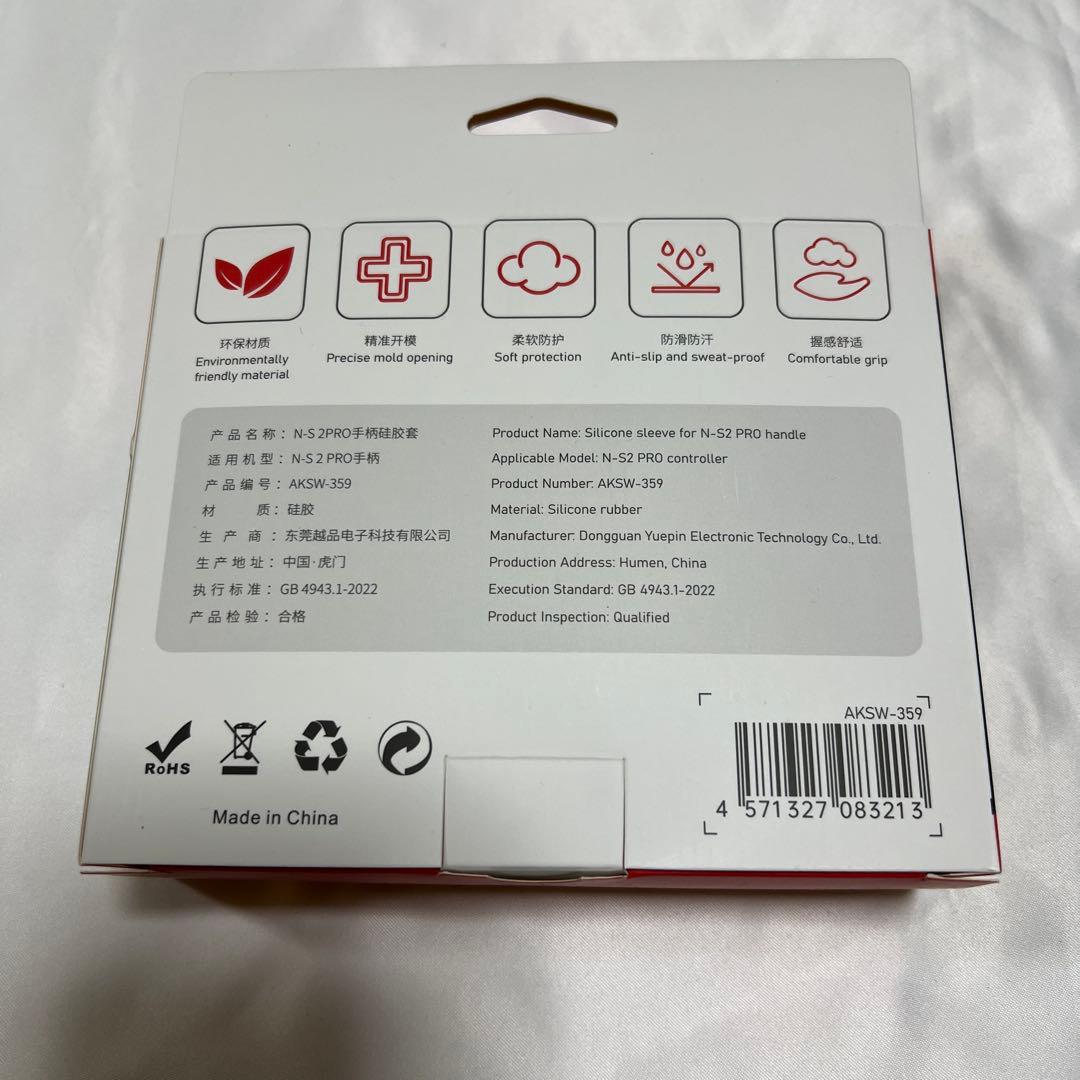 环保材质
Environmentally
friendly material
精准开模
Precise mold opening
柔软防护
Soft protection
防滑防汗
Anti-slip and sweat-proof
握感舒适
Comfortable grip
产品名称：N-S 2PRO手柄硅胶套
适用机型：N-S 2 PRO手柄
产品编号：AKSW-359
材质：硅胶
生产商：东莞越品电子科技有限公司
生产地址：中国·虎门
执行标准：GB 4943.1-2022
产品检验：合格
Product Name: Silicone sleeve for N-S2 PRO handle
Applicable Model: N-S2 PRO controller
Product Number: AKSW-359
Material: Silicone rubber
Manufacturer: Dongguan Yuepin Electronic Technology Co., Ltd.
Production Address: Humen, China
Execution Standard: GB 4943.1-2022
Product Inspection: Qualified
RoHS
Made in China
AKSW-359
4 571327 083213